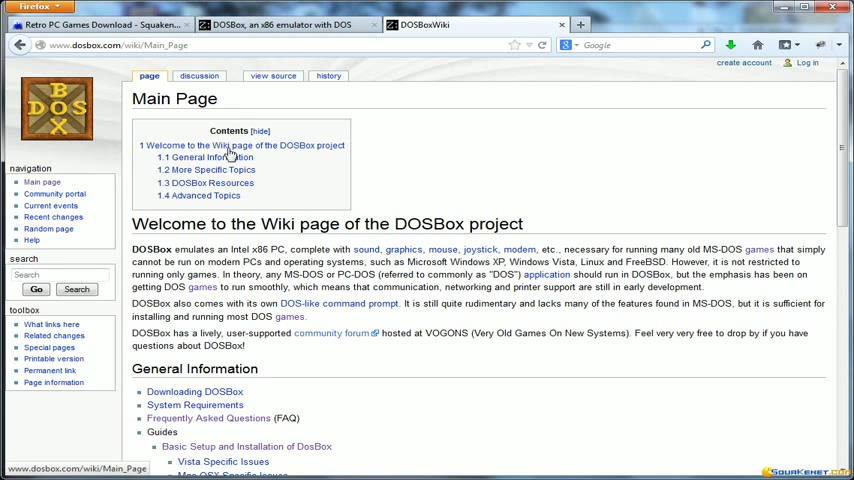 Firefox
Retro PC Games Download - Squaken...
DOSBox, an x86 emulator with DOS
DOSBoxWiki
www.dosbox.com/wiki/Main_Page
Google
create account
Log in
page
discussion
view source
history
BOX
DOS
Main Page
Contents [hide]
1 Welcome to the Wiki page of the DOSBox project
1.1 General Information
1.2 More Specific Topics
1.3 DOSBox Resources
1.4 Advanced Topics
navigation
Main page
Community portal
Current events
Recent changes
Random page
Help
search
Search
Go
Search
toolbox
What links here
Related changes
Special pages
Printable version
Permanent link
Page information
Welcome to the Wiki page of the DOSBox project
DOSBox emulates an Intel x86 PC, complete with sound, graphics, mouse, joystick, modem, etc., necessary for running many old MS-DOS games that simply
cannot be run on modern PCs and operating systems, such as Microsoft Windows XP, Windows Vista, Linux and FreeBSD. However, it is not restricted to
running only games. In theory, any MS-DOS or PC-DOS (referred to commonly as "DOS") application should run in DOSBox, but the emphasis has been on
getting DOS games to run smoothly, which means that communication, networking and printer support are still in early development.
DOSBox also comes with its own DOS-like command prompt. It is still quite rudimentary and lacks many of the features found in MS-DOS, but it is sufficient for
installing and running most DOS games.
DOSBox has a lively, user-supported community forum hosted at VOGONS (Very Old Games On New Systems). Feel very very free to drop by if you have
questions about DOSBox!
General Information
Downloading DOSBox
System Requirements
Frequently Asked Questions (FAQ)
Guides
Basic Setup and Installation of DosBox
Vista Specific Issues
Mac OSX Specific Issues
www.dosbox.com/wiki/Main_Page
SQUAKENET.COM